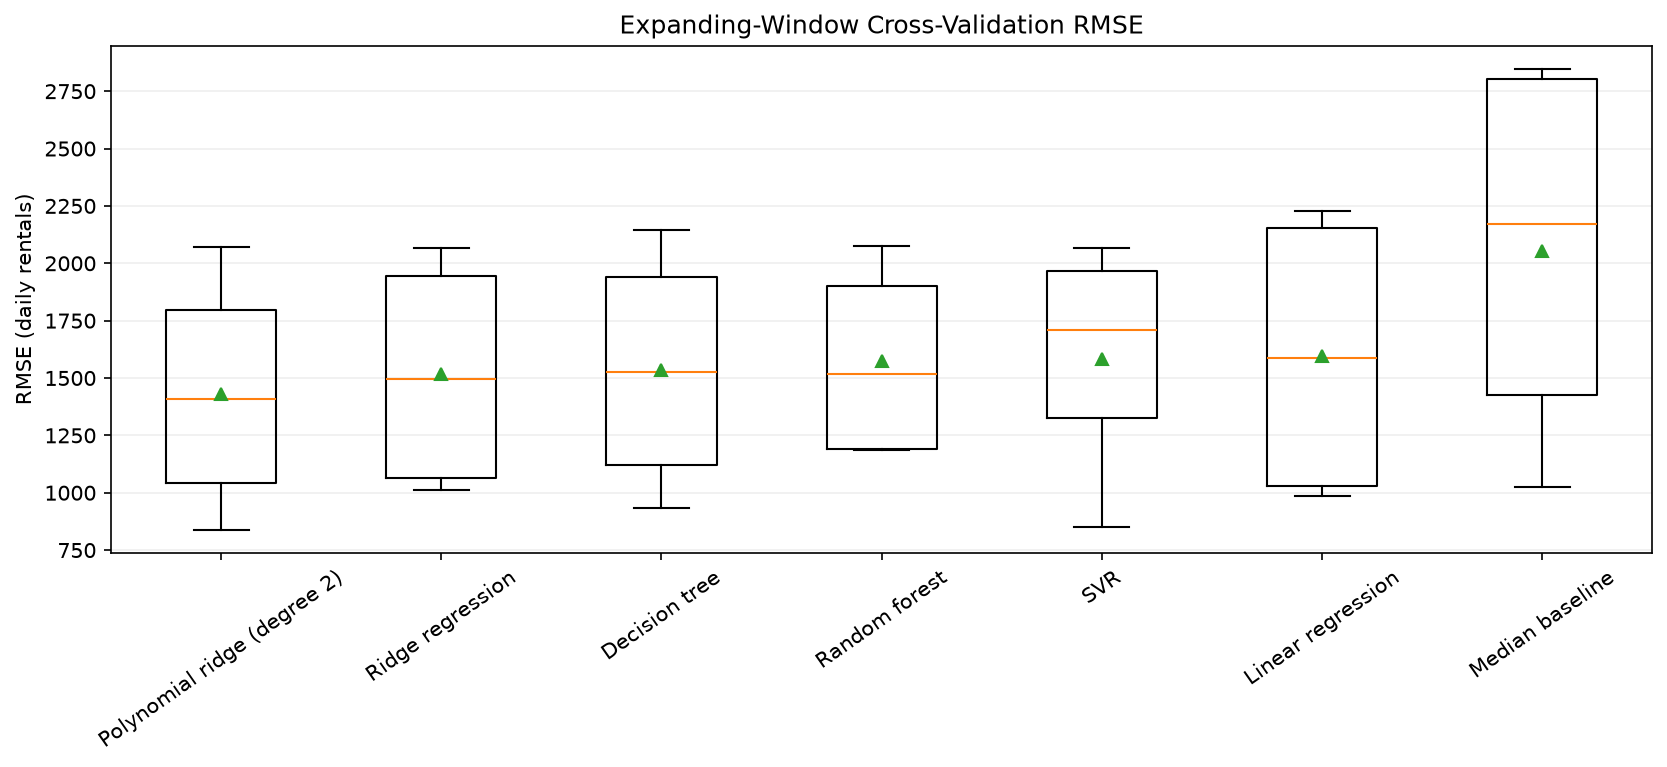 Expanding-Window Cross-Validation RMSE
RMSE (daily rentals)
2750
2500
2250
2000
1750
1500
1250
1000
750
Polynomial ridge (degree 2)
Ridge regression
Decision tree
Random forest
SVR
Linear regression
Median baseline